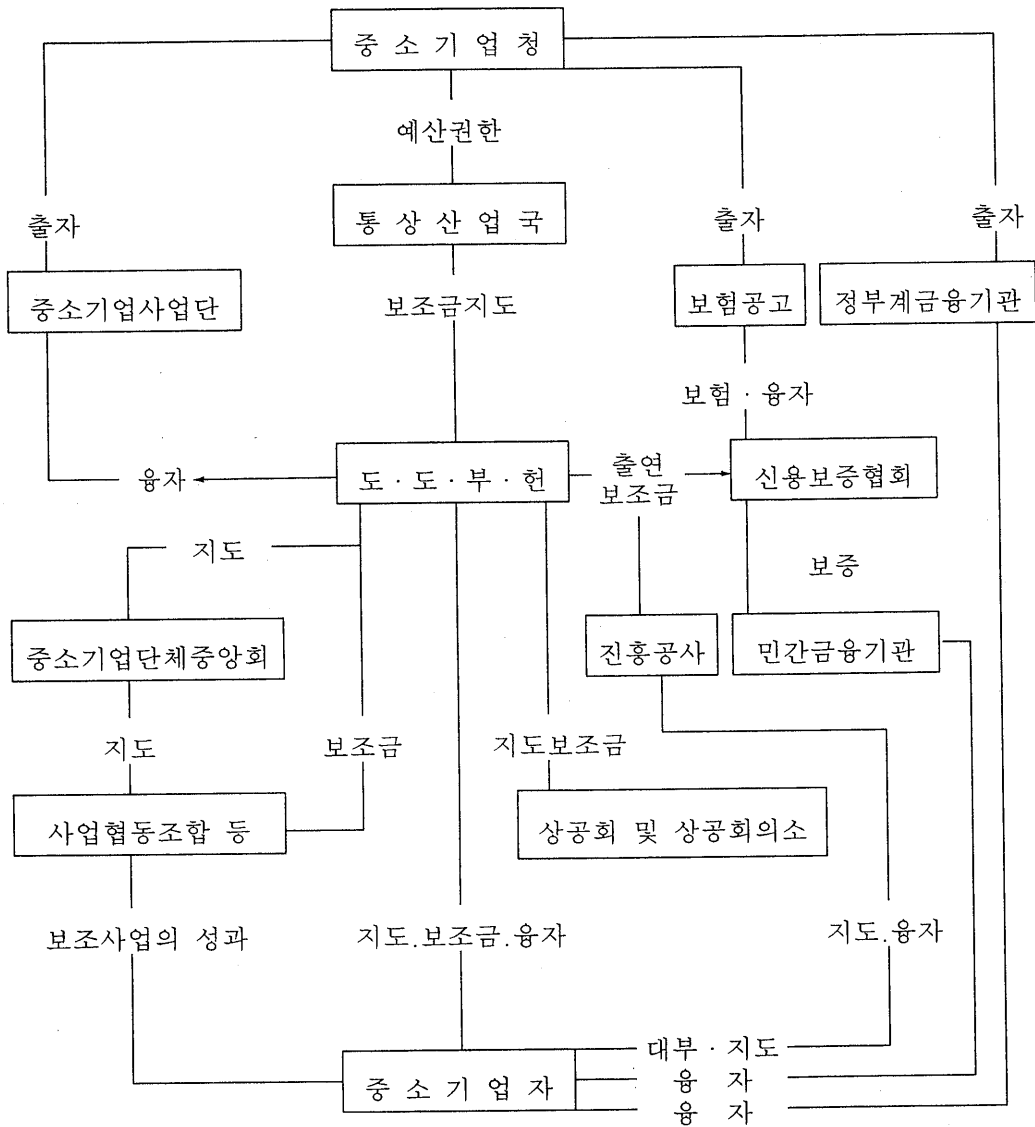 중 소 기 업 청
예산권한
통 상 산 업 국
출자
출자
출자
중소기업사업단
보조금지도
보험공고
정부계금융기관
보험 · 융자
융자
도 · 도 · 부 · 헌
출연
보조금
신용보증협회
지도
보증
중소기업단체중앙회
진흥공사
민간금융기관
지도
보조금
지도보조금
사업협동조합 등
상공회 및 상공회의소
보조사업의 성과
지도.보조금.융자
지도.융자
대부 · 지도
중 소 기 업 자
융 자
융 자